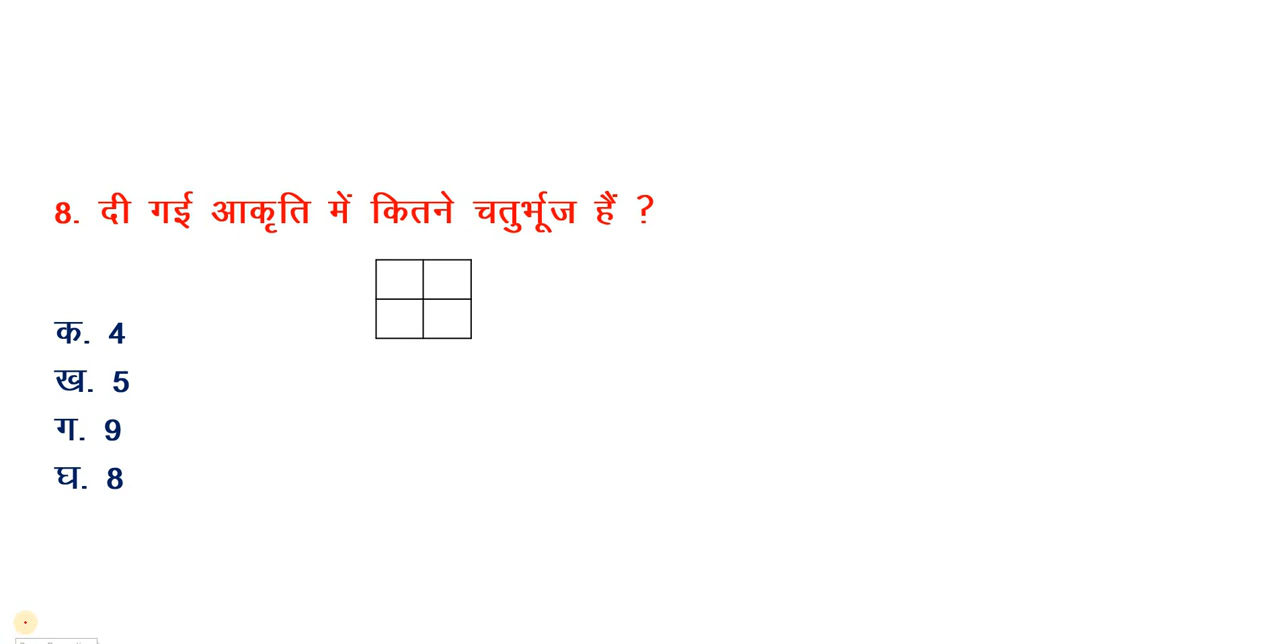 8. दी गई आकृति में कितने चतुर्भूज हैं ?
क. 4
ख. 5
ग. 9
घ. 8